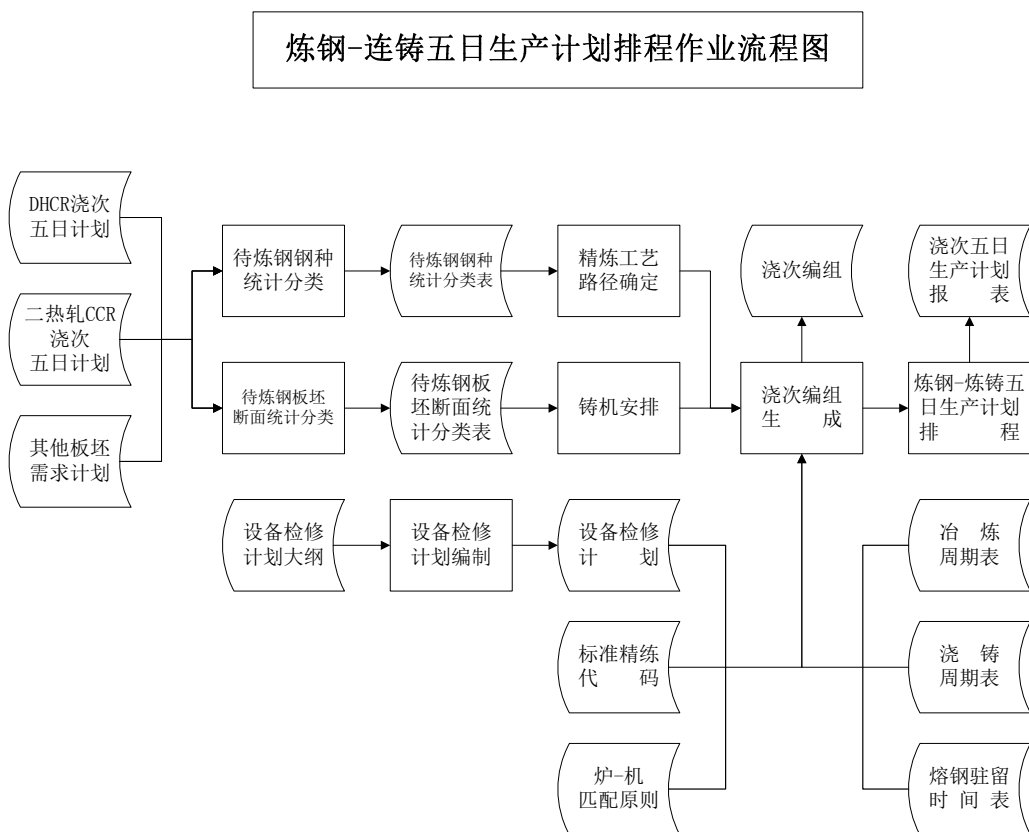 炼钢-连铸五日生产计划排程作业流程图
DHCR浇次
五日计划
二热轧CCR
浇次
五日计划
其他板坯
需求计划
待炼钢钢种
统计分类
待炼钢钢种
统计分类表
精炼工艺
路径确定
浇次编组
浇次五日
生产计划
报 表
待炼钢板坯
断面统计分类
待炼钢板
坯断面统
计分类表
铸机安排
浇次编组
生 成
炼钢-炼铸五
日生产计划
排 程
设备检修
计划大纲
设备检修
计划编制
设备检修
计 划
冶 炼
周期表
标准精练
代 码
浇 铸
周期表
炉-机
匹配原则
熔钢驻留
时 间 表